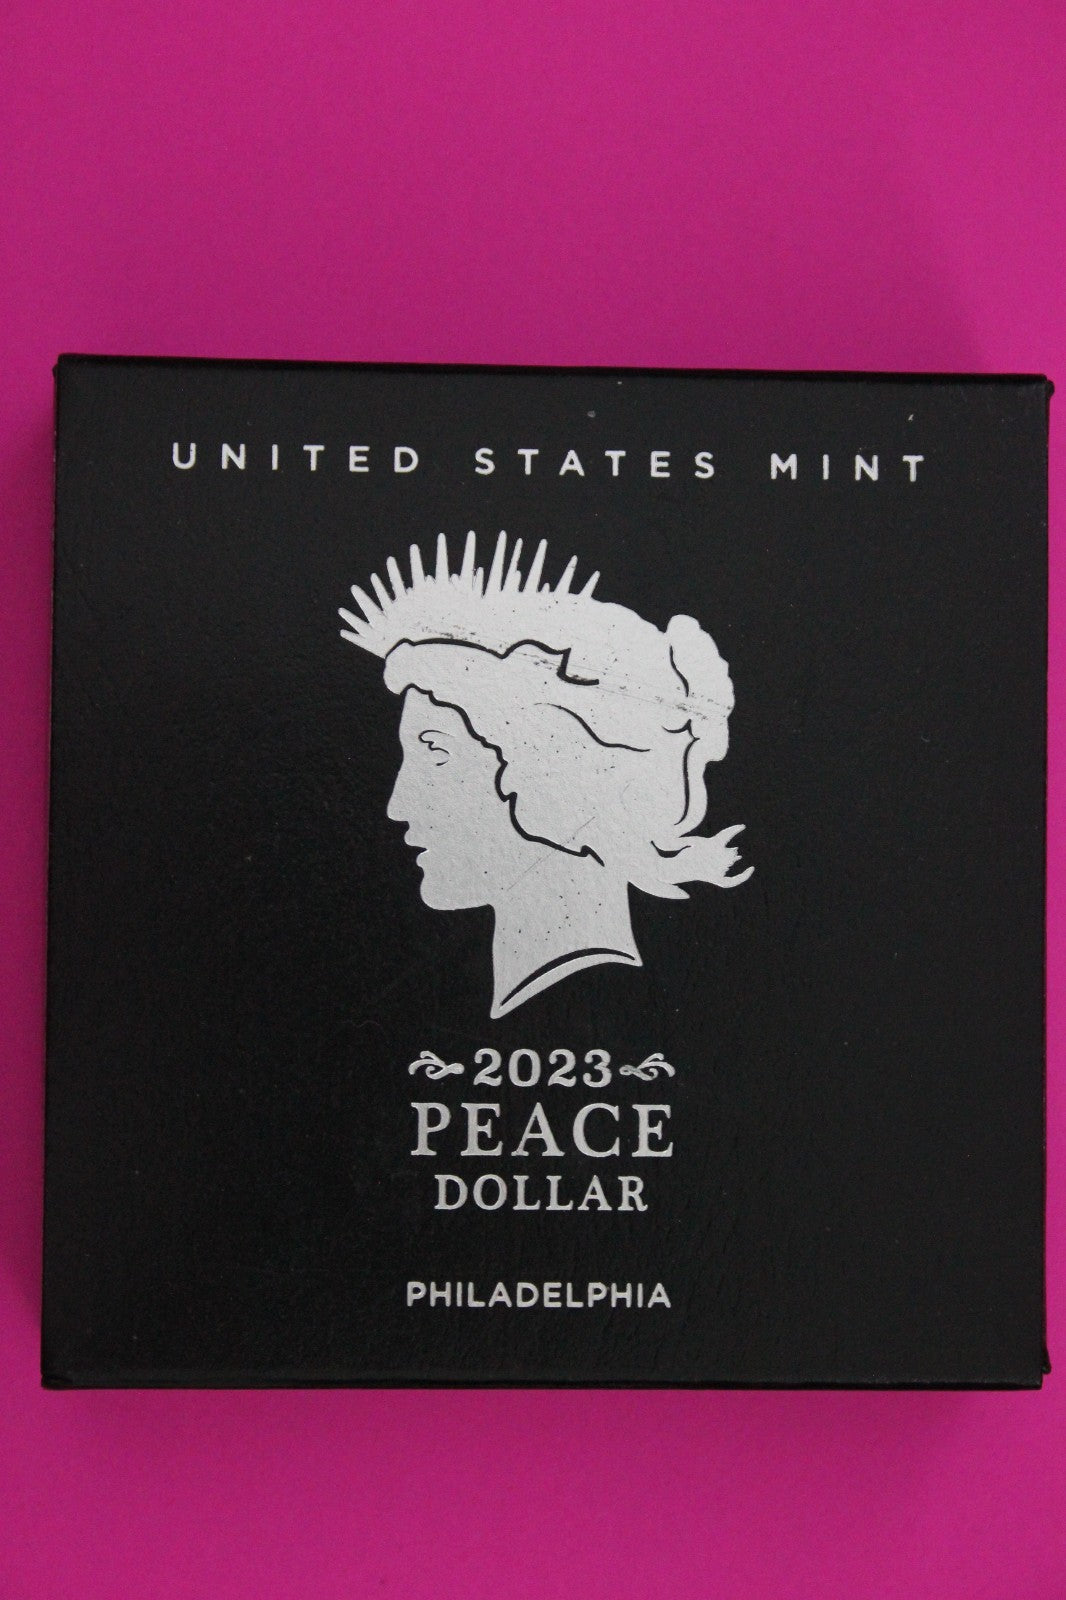 UNITED STATES MINT
2023
PEACE
DOLLAR
PHILADELPHIA